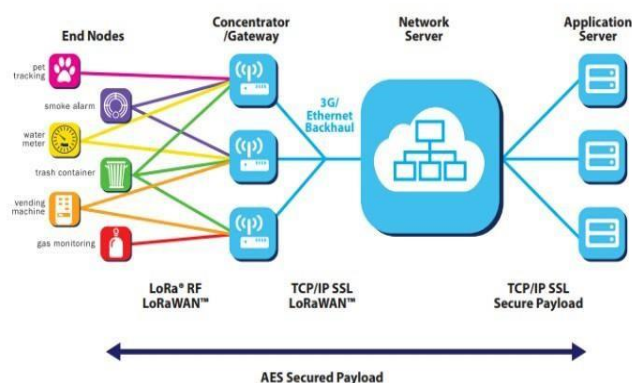 End Nodes
Concentrator
/Gateway
Network
Server
Application
Server
pet
tracking
smoke alarm
water
meter
trash container
vending
machine
gas monitoring
3G/
Ethernet
Backhaul
LoRa® RF
LoRaWAN™
TCP/IP SSL
LoRaWAN™
TCP/IP SSL
Secure Payload
AES Secured Payload